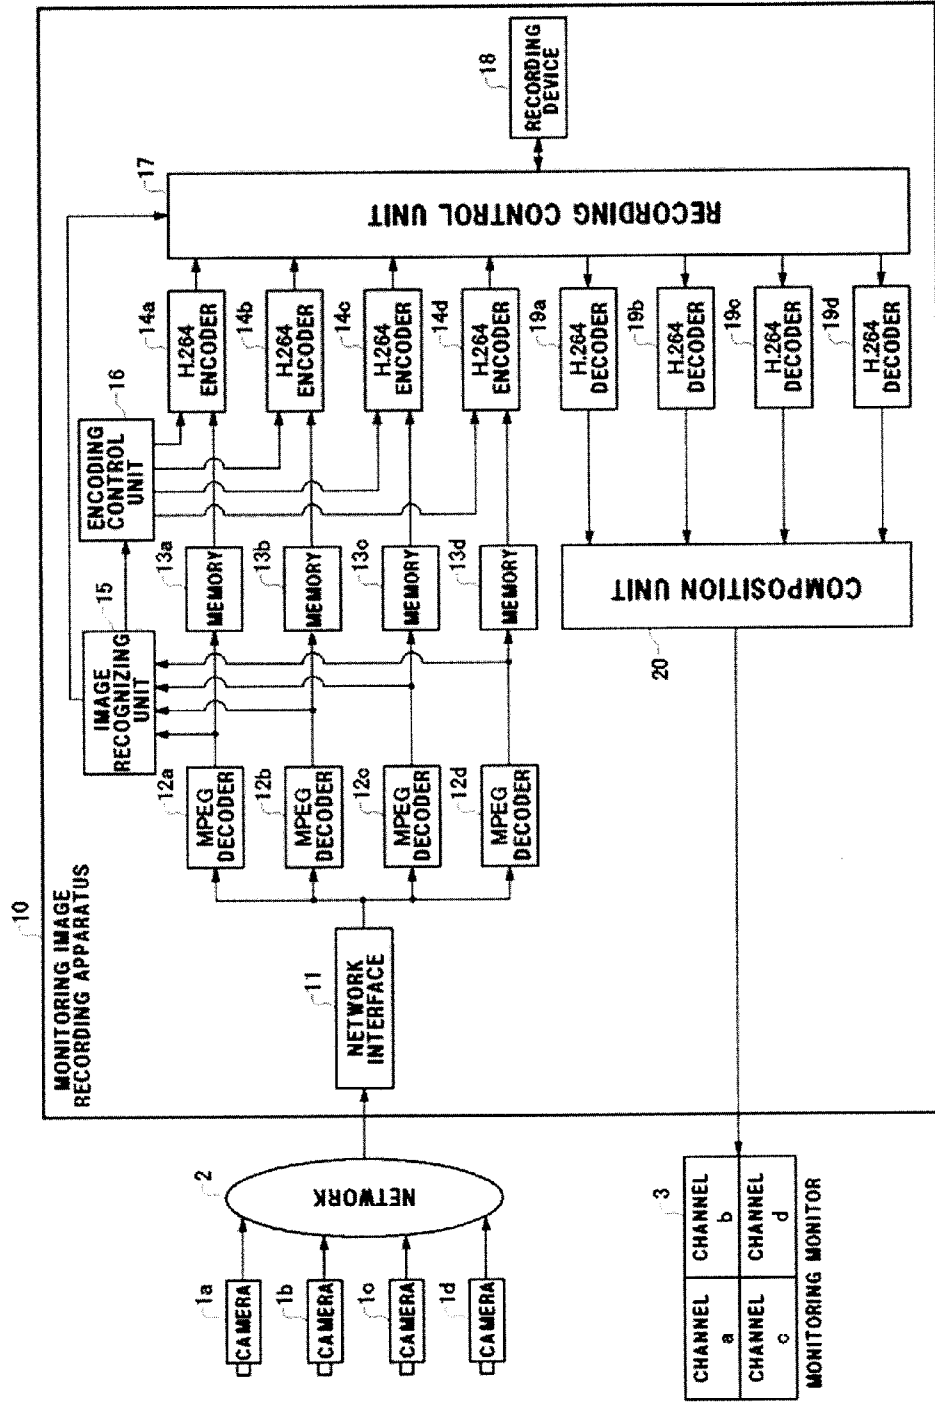 10
MONITORING IMAGE
RECORDING APPARATUS
1a
CAMERA
1b
CAMERA
1c
CAMERA
1d
CAMERA
2
NETWORK
11
NETWORK
INTERFACE
12a
MPEG
DECODER
12b
MPEG
DECODER
12c
MPEG
DECODER
12d
MPEG
DECODER
15
IMAGE
RECOGNIZING
UNIT
13a
MEMORY
13b
MEMORY
13c
MEMORY
13d
MEMORY
16
ENCODING
CONTROL
UNIT
14a
H.264
ENCODER
14b
H.264
ENCODER
14c
H.264
ENCODER
14d
H.264
ENCODER
17
RECORDING CONTROL UNIT
18
RECORDING
DEVICE
19a
H.264
DECODER
19b
H.264
DECODER
19c
H.264
DECODER
19d
H.264
DECODER
20
COMPOSITION UNIT
3
CHANNEL
a
CHANNEL
b
CHANNEL
c
CHANNEL
d
MONITORING MONITOR